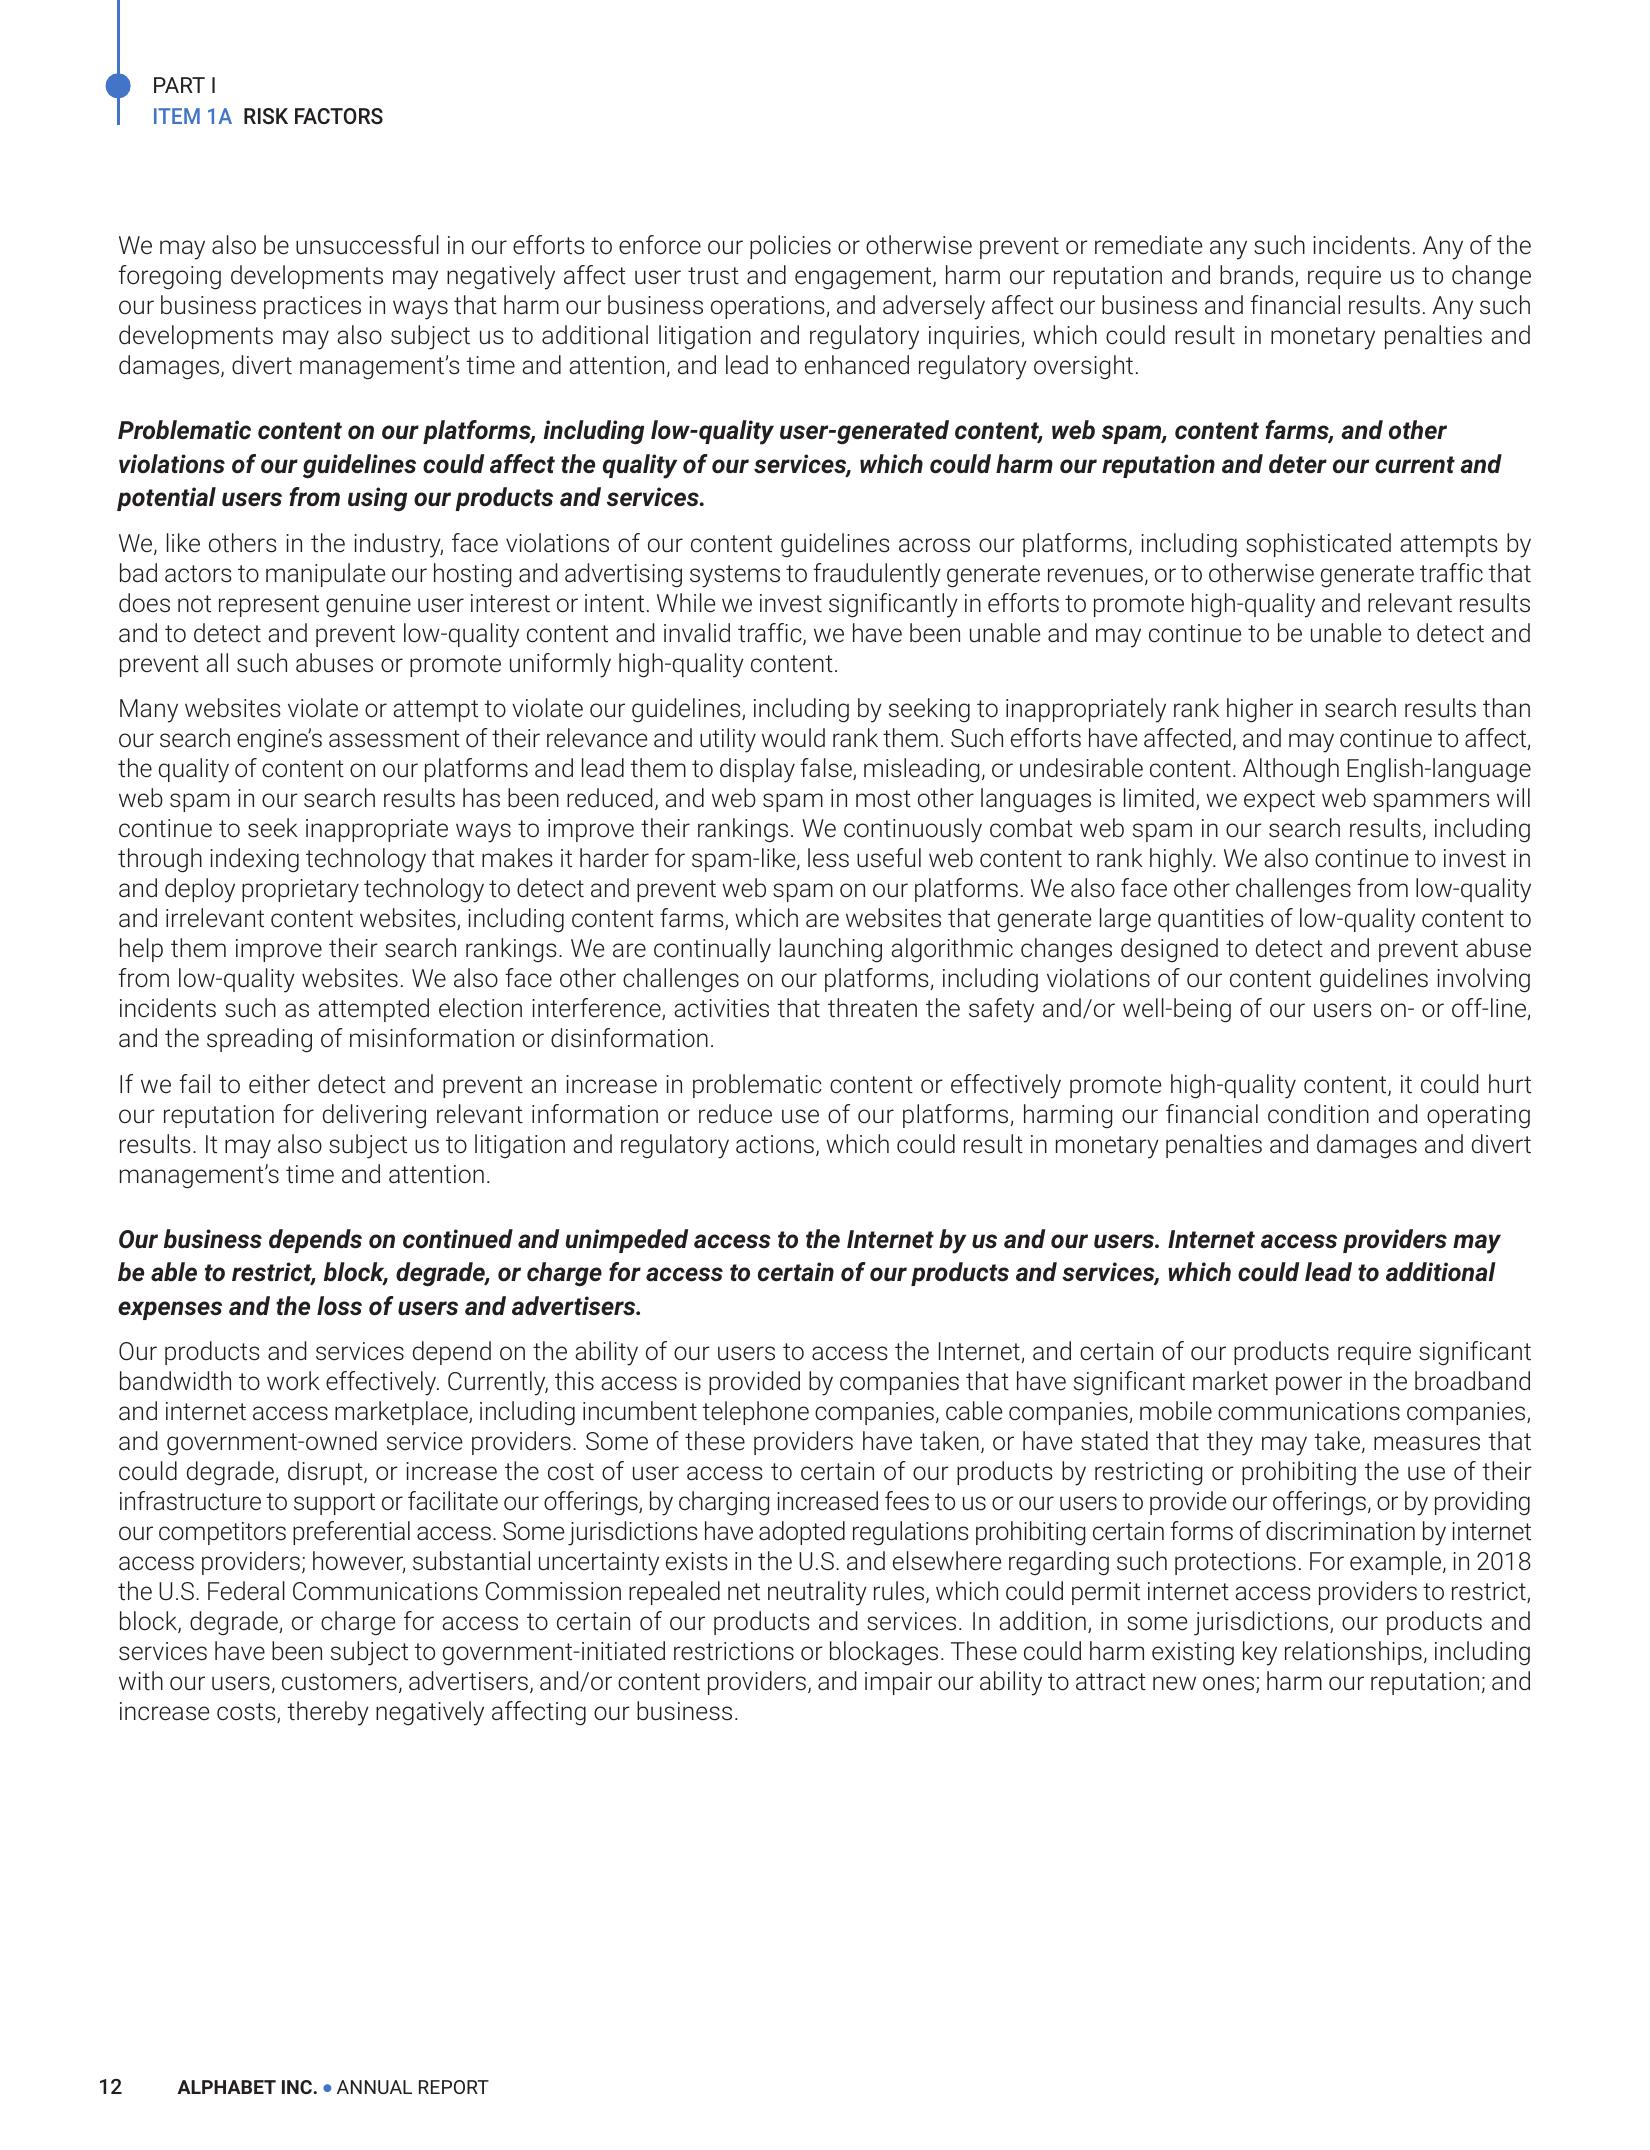 PART I
ITEM 1A RISK FACTORS
We may also be unsuccessful in our efforts to enforce our policies or otherwise prevent or remediate any such incidents. Any of the
foregoing developments may negatively affect user trust and engagement, harm our reputation and brands, require us to change
our business practices in ways that harm our business operations, and adversely affect our business and financial results. Any such
developments may also subject us to additional litigation and regulatory inquiries, which could result in monetary penalties and
damages, divert management’s time and attention, and lead to enhanced regulatory oversight.
Problematic content on our platforms, including low-quality user-generated content, web spam, content farms, and other
violations of our guidelines could affect the quality of our services, which could harm our reputation and deter our current and
potential users from using our products and services.
We, like others in the industry, face violations of our content guidelines across our platforms, including sophisticated attempts by
bad actors to manipulate our hosting and advertising systems to fraudulently generate revenues, or to otherwise generate traffic that
does not represent genuine user interest or intent. While we invest significantly in efforts to promote high-quality and relevant results
and to detect and prevent low-quality content and invalid traffic, we have been unable and may continue to be unable to detect and
prevent all such abuses or promote uniformly high-quality content.
Many websites violate or attempt to violate our guidelines, including by seeking to inappropriately rank higher in search results than
our search engine’s assessment of their relevance and utility would rank them. Such efforts have affected, and may continue to affect,
the quality of content on our platforms and lead them to display false, misleading, or undesirable content. Although English-language
web spam in our search results has been reduced, and web spam in most other languages is limited, we expect web spammers will
continue to seek inappropriate ways to improve their rankings. We continuously combat web spam in our search results, including
through indexing technology that makes it harder for spam-like, less useful web content to rank highly. We also continue to invest in
and deploy proprietary technology to detect and prevent web spam on our platforms. We also face other challenges from low-quality
and irrelevant content websites, including content farms, which are websites that generate large quantities of low-quality content to
help them improve their search rankings. We are continually launching algorithmic changes designed to detect and prevent abuse
from low-quality websites. We also face other challenges on our platforms, including violations of our content guidelines involving
incidents such as attempted election interference, activities that threaten the safety and/or well-being of our users on- or off-line,
and the spreading of misinformation or disinformation.
If we fail to either detect and prevent an increase in problematic content or effectively promote high-quality content, it could hurt
our reputation for delivering relevant information or reduce use of our platforms, harming our financial condition and operating
results. It may also subject us to litigation and regulatory actions, which could result in monetary penalties and damages and divert
management’s time and attention.
Our business depends on continued and unimpeded access to the Internet by us and our users. Internet access providers may
be able to restrict, block, degrade, or charge for access to certain of our products and services, which could lead to additional
expenses and the loss of users and advertisers.
Our products and services depend on the ability of our users to access the Internet, and certain of our products require significant
bandwidth to work effectively. Currently, this access is provided by companies that have significant market power in the broadband
and internet access marketplace, including incumbent telephone companies, cable companies, mobile communications companies,
and government-owned service providers. Some of these providers have taken, or have stated that they may take, measures that
could degrade, disrupt, or increase the cost of user access to certain of our products by restricting or prohibiting the use of their
infrastructure to support or facilitate our offerings, by charging increased fees to us or our users to provide our offerings, or by providing
our competitors preferential access. Some jurisdictions have adopted regulations prohibiting certain forms of discrimination by internet
access providers; however, substantial uncertainty exists in the U.S. and elsewhere regarding such protections. For example, in 2018
the U.S. Federal Communications Commission repealed net neutrality rules, which could permit internet access providers to restrict,
block, degrade, or charge for access to certain of our products and services. In addition, in some jurisdictions, our products and
services have been subject to government-initiated restrictions or blockages. These could harm existing key relationships, including
with our users, customers, advertisers, and/or content providers, and impair our ability to attract new ones; harm our reputation; and
increase costs, thereby negatively affecting our business.
12 ALPHABET INC. • ANNUAL REPORT